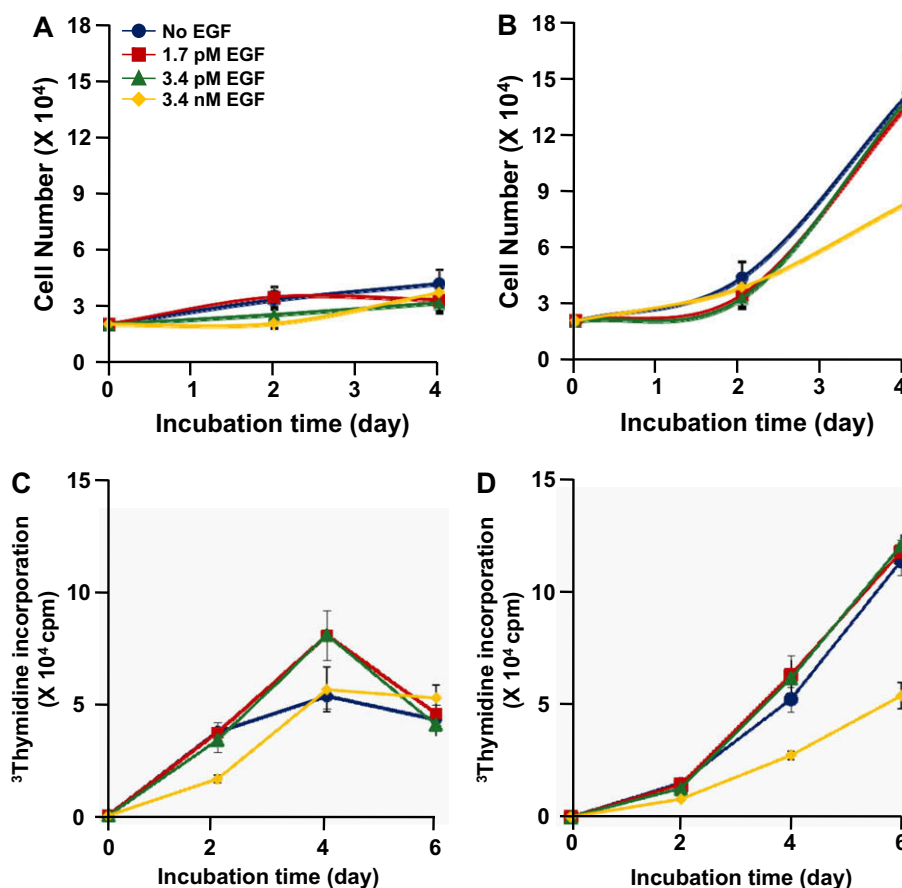 A
No EGF
1.7 pM EGF
3.4 pM EGF
3.4 nM EGF
Cell Number (X 10⁴)
18
15
12
9
6
3
0
0 1 2 3 4
Incubation time (day)
B
Cell Number (X 10⁴)
18
15
12
9
6
3
0
0 1 2 3 4
Incubation time (day)
C
³Thymidine incorporation
(X 10⁴ cpm)
15
10
5
0
0 2 4 6
Incubation time (day)
D
³Thymidine incorporation
(X 10⁴ cpm)
15
10
5
0
0 2 4 6
Incubation time (day)